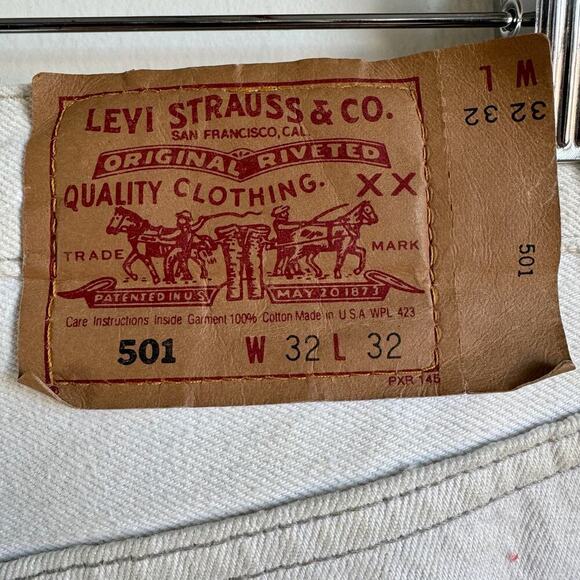 LEVI STRAUSS & CO.
SAN FRANCISCO, CAL.
ORIGINAL RIVETED
QUALITY CLOTHING. XX
TRADE MARK
PATENTED IN U.S. MAY 20 1873
Care Instructions Inside Garment 100% Cotton Made in U S A WPL 423
501 W 32 L 32
PXR 145
W L
32 32
501